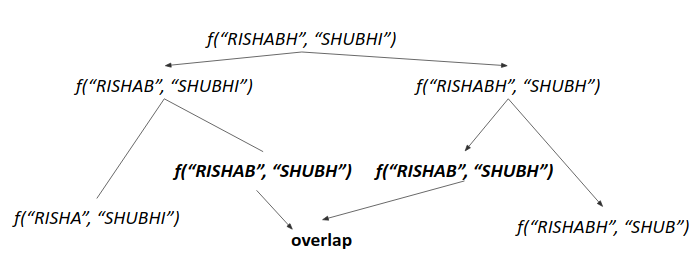 f(“RISHABH”, “SHUBHI”)
f(“RISHAB”, “SHUBHI”)
f(“RISHABH”, “SHUBH”)
f(“RISHAB”, “SHUBH”)
f(“RISHAB”, “SHUBH”)
f(“RISHA”, “SHUBHI”)
f(“RISHABH”, “SHUB”)
overlap